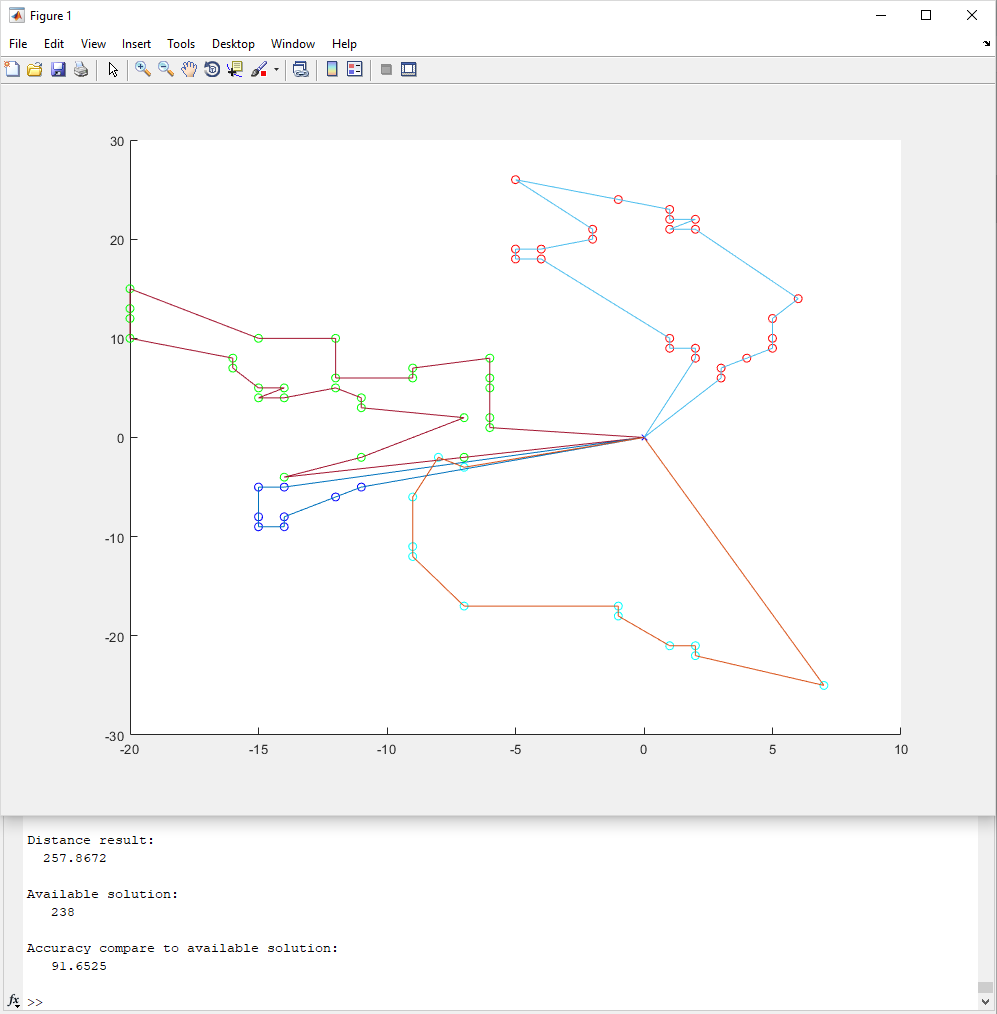 Figure 1
File Edit View Insert Tools Desktop Window Help
30
20
10
0
-10
-20
-30
-20 -15 -10 -5 0 5 10
Distance result:
257.8672
Available solution:
238
Accuracy compare to available solution:
91.6525
fx >>